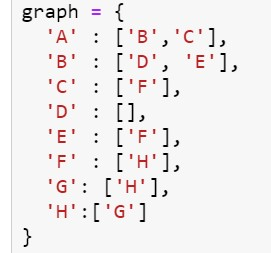 graph = {
'A' : ['B','C'],
'B' : ['D', 'E'],
'C' : ['F'],
'D' : [],
'E' : ['F'],
'F' : ['H'],
'G': ['H'],
'H':['G']
}